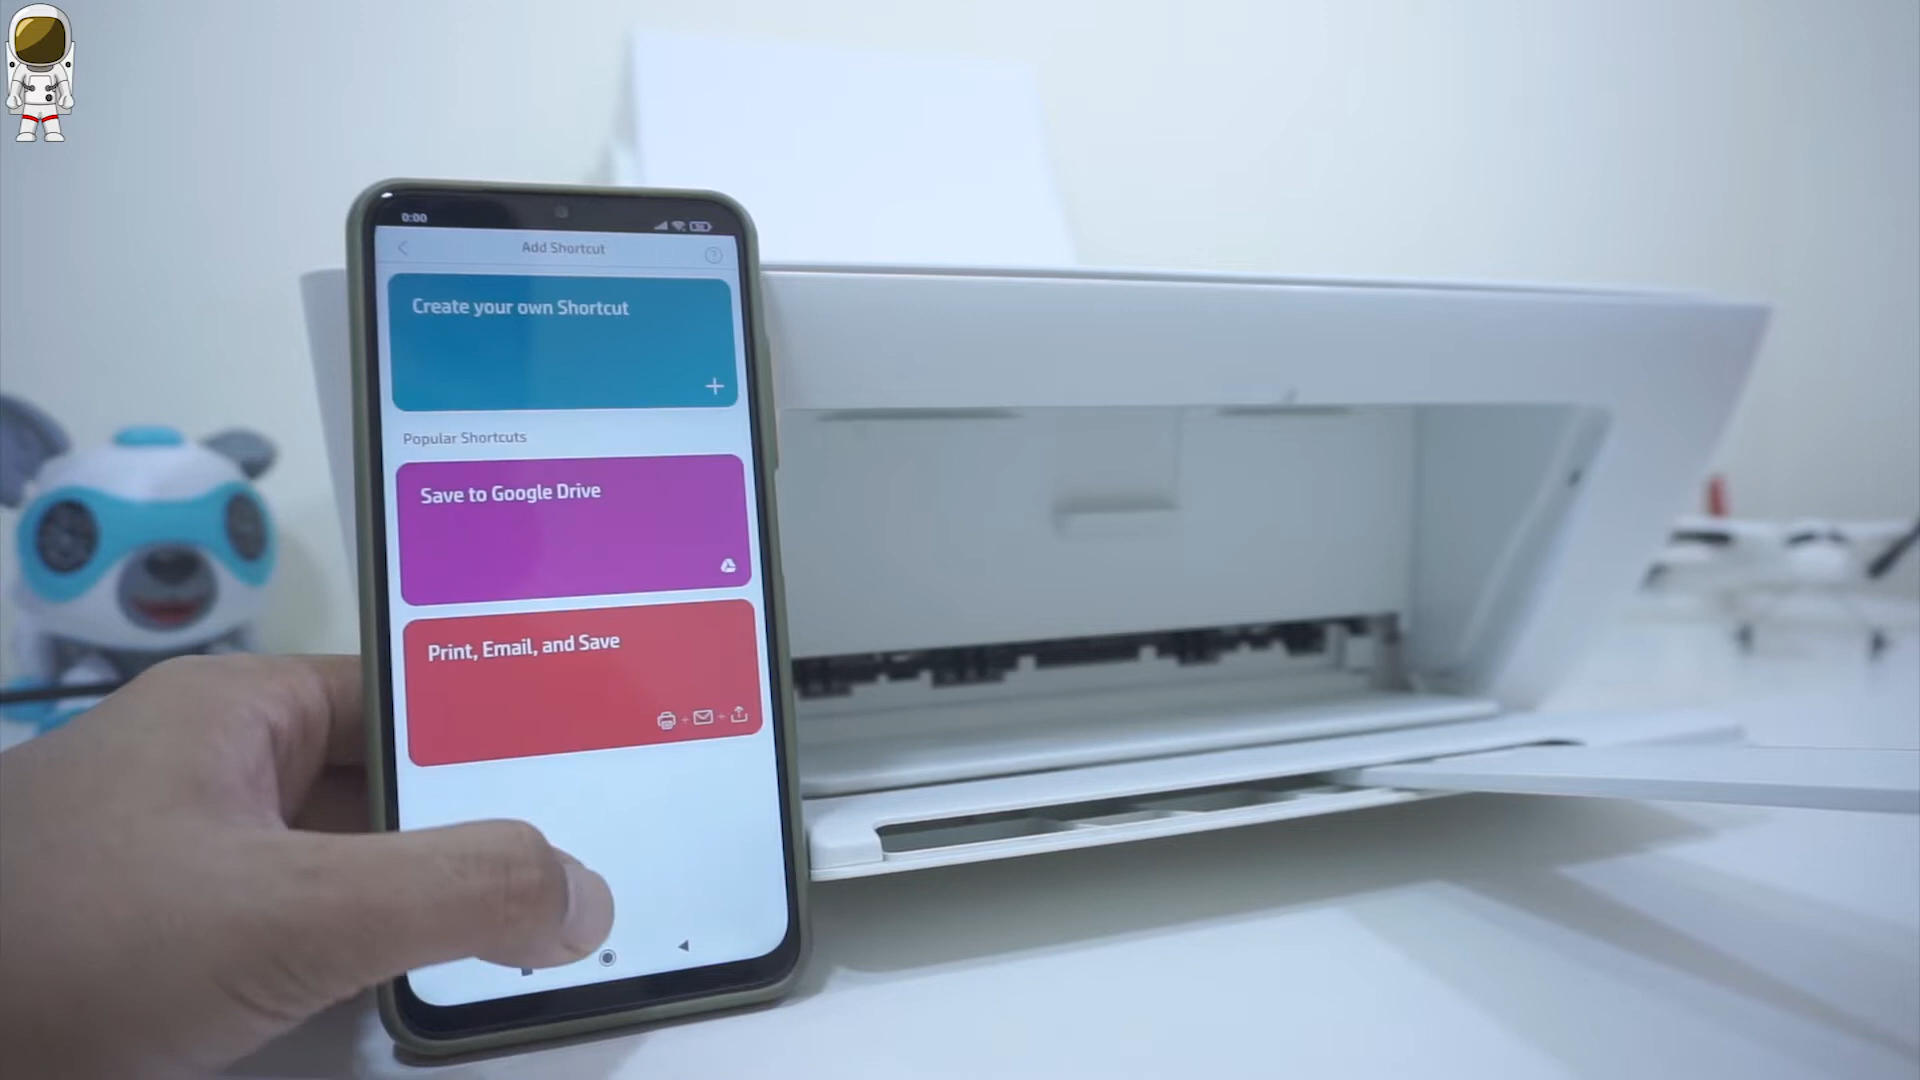 0:00
Add Shortcut
Create your own Shortcut
Popular Shortcuts
Save to Google Drive
Print, Email, and Save